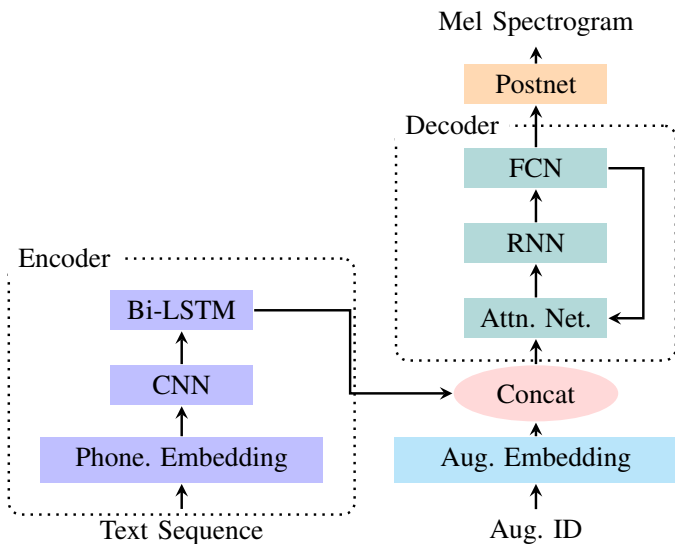 Mel Spectrogram
Postnet
Decoder
FCN
RNN
Attn. Net.
Encoder
Bi-LSTM
CNN
Phone. Embedding
Text Sequence
Concat
Aug. Embedding
Aug. ID